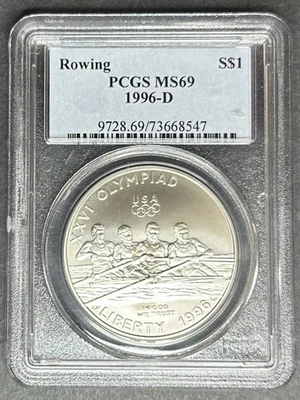 Rowing S$1
PCGS MS69
1996-D
9728.69/73668547
XXVI OLYMPIAD
USA
IN GOD
WE TRUST
LIBERTY 1996